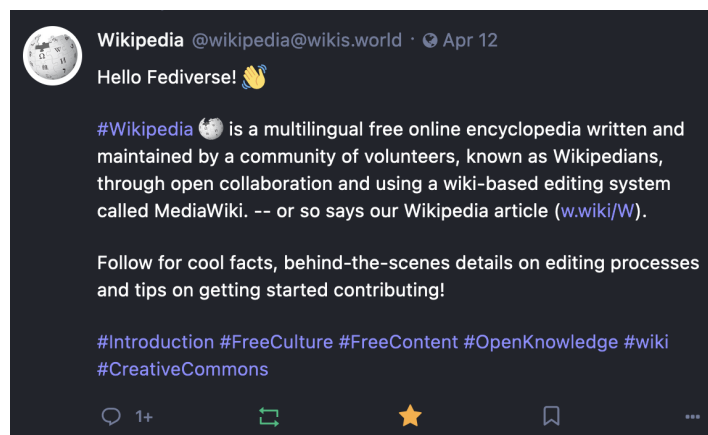 Wikipedia @wikipedia@wikis.world · Apr 12
Hello Fediverse! 👋
#Wikipedia is a multilingual free online encyclopedia written and
maintained by a community of volunteers, known as Wikipedians,
through open collaboration and using a wiki-based editing system
called MediaWiki. -- or so says our Wikipedia article (w.wiki/W).
Follow for cool facts, behind-the-scenes details on editing processes
and tips on getting started contributing!
#Introduction #FreeCulture #FreeContent #OpenKnowledge #wiki
#CreativeCommons
1+